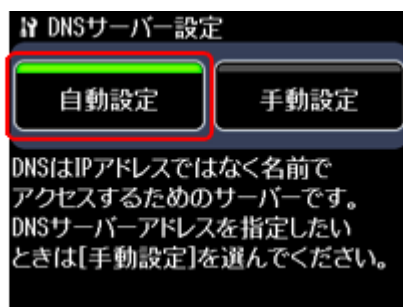 DNSサーバー設定
自動設定
手動設定
DNSはIPアドレスではなく名前で
アクセスするためのサーバーです。
DNSサーバーアドレスを指定したい
ときは[手動設定]を選んでください。